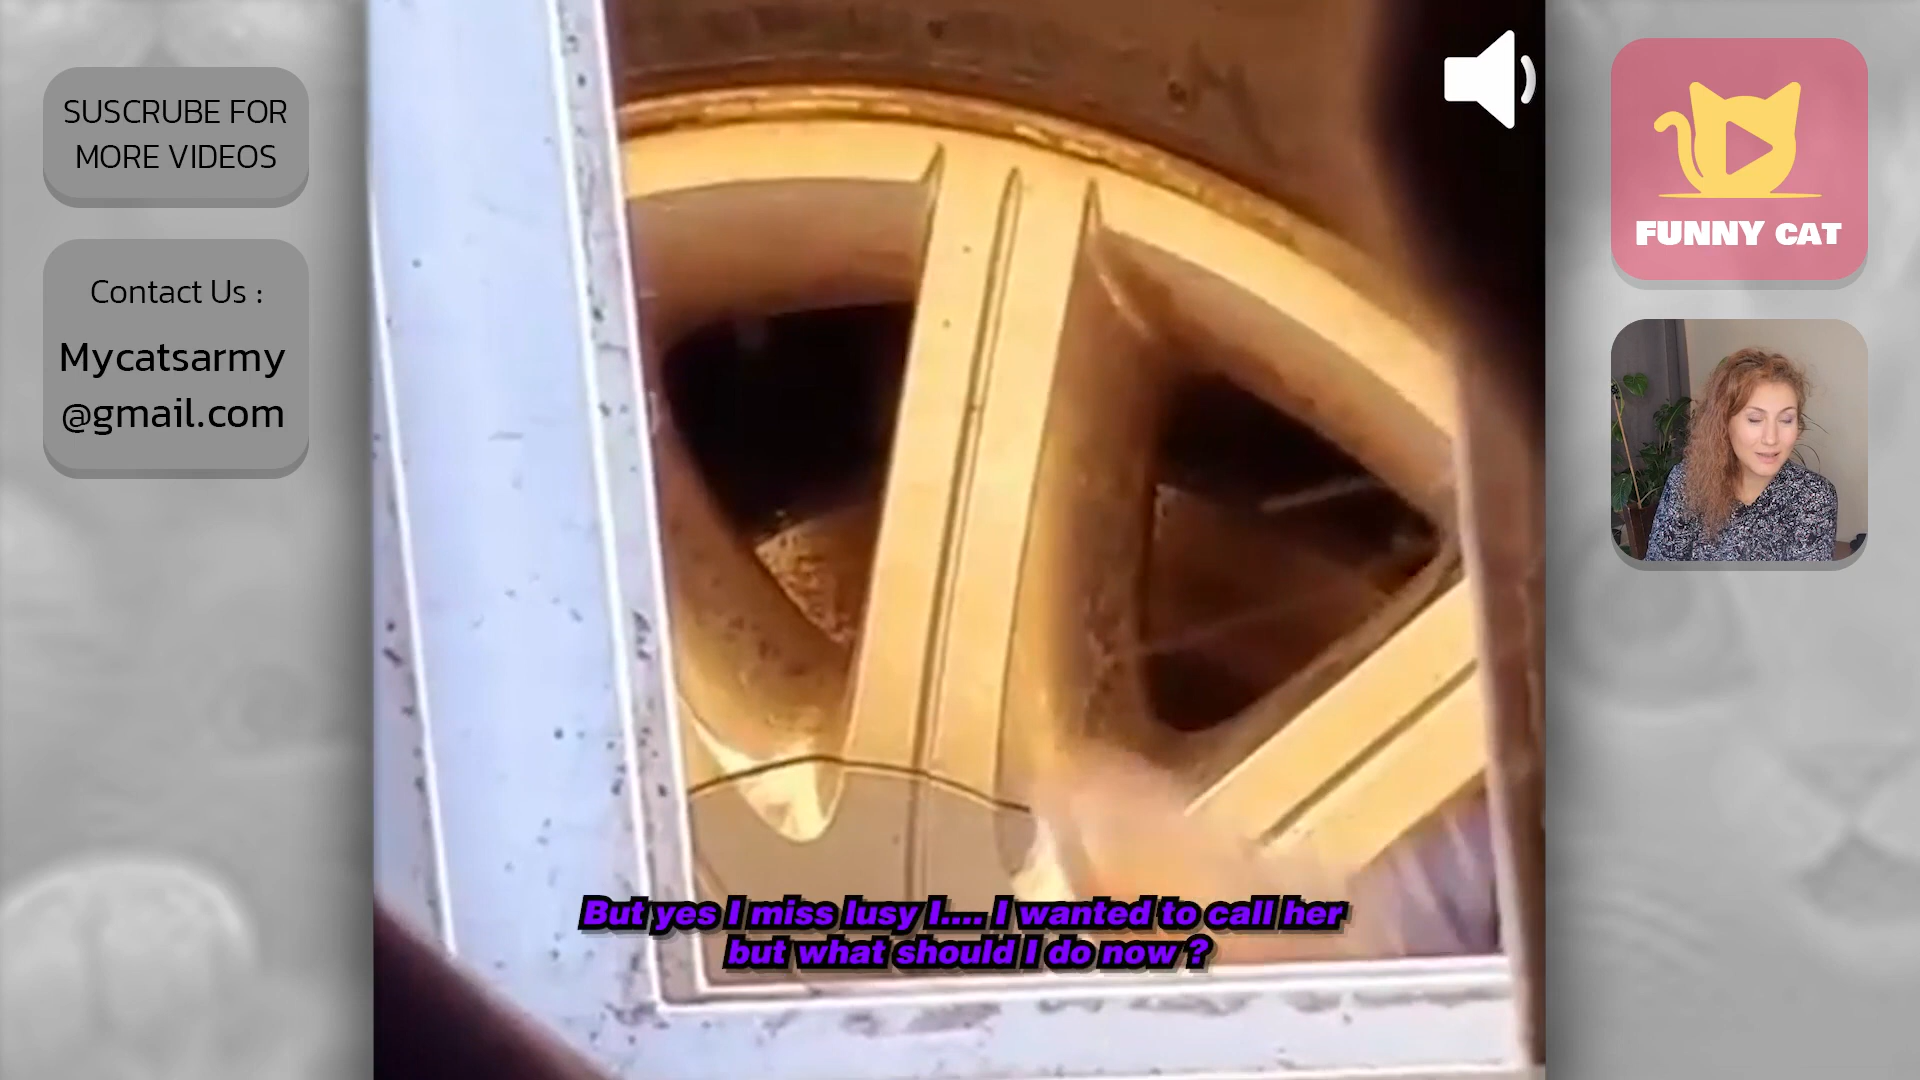 SUSCRUBE FOR
MORE VIDEOS
Contact Us :
Mycatsarmy
@gmail.com
FUNNY CAT
But yes I miss lusy I.... I wanted to call her
but what should I do now ?